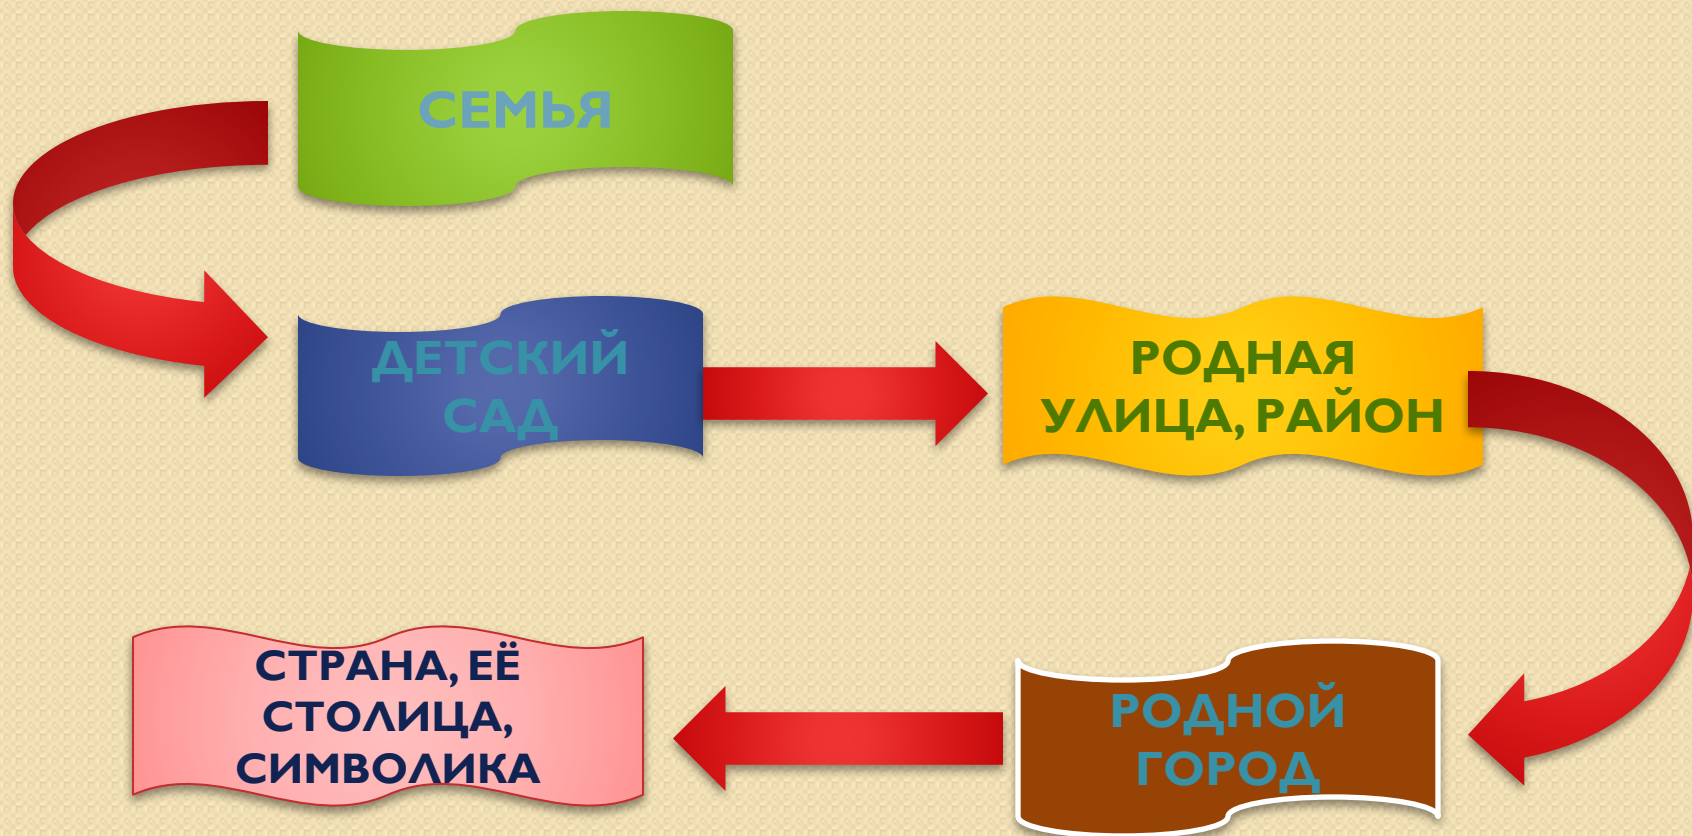 СЕМЬЯ
ДЕТСКИЙ
САД
РОДНАЯ
УЛИЦА, РАЙОН
РОДНОЙ
ГОРОД
СТРАНА, ЕЁ
СТОЛИЦА,
СИМВОЛИКА